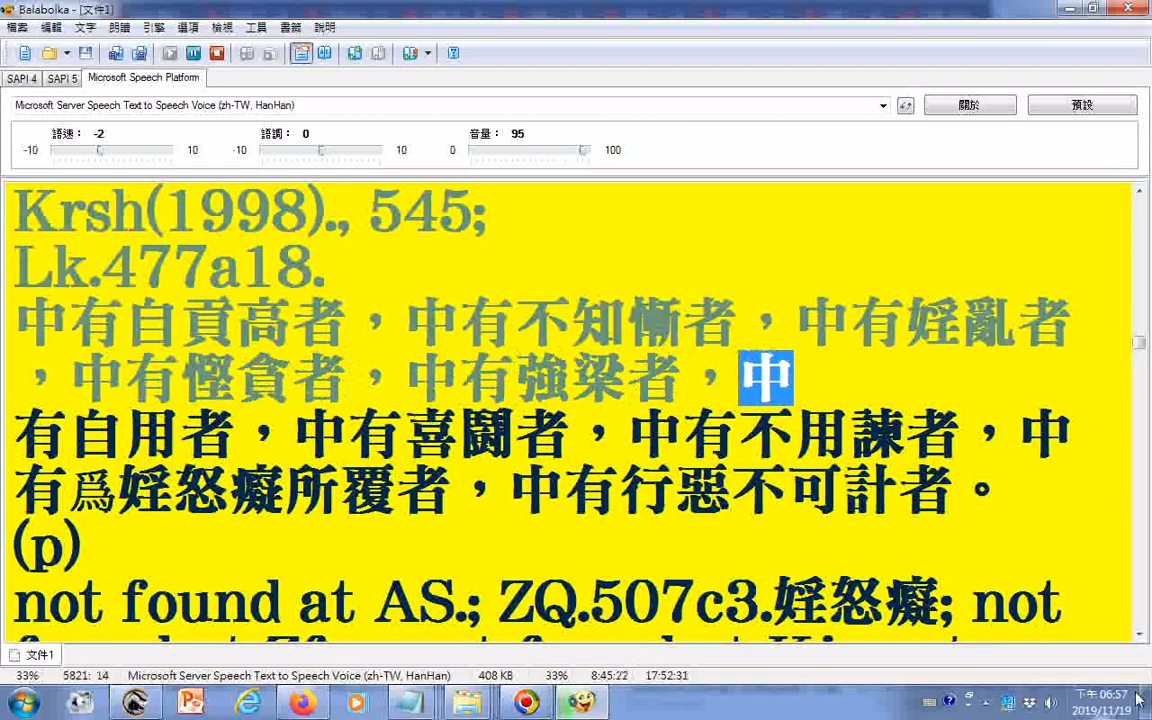 Balabolka - [文件1]
檔案 編輯 文字 朗讀 引擎 選項 檢視 工具 書籤 說明
SAPI 4 SAPI 5 Microsoft Speech Platform
Microsoft Server Speech Text to Speech Voice (zh-TW, HanHan) 關於 預設
語速： -2 語調： 0 音量： 95
-10 10 -10 10 0 100
Krsh(1998)., 545;
Lk.477a18.
中有自貢高者，中有不知慚者，中有婬亂者
，中有慳貪者，中有強梁者，中
有自用者，中有喜鬪者，中有不用諫者，中
有爲婬怒癡所覆者，中有行惡不可計者。
(p)
not found at AS.; ZQ.507c3.婬怒癡; not
文件1
33% 5821: 14 Microsoft Server Speech Text to Speech Voice (zh-TW, HanHan) 408 KB 33% 8:45:22 17:52:31
下午 06:57
2019/11/19